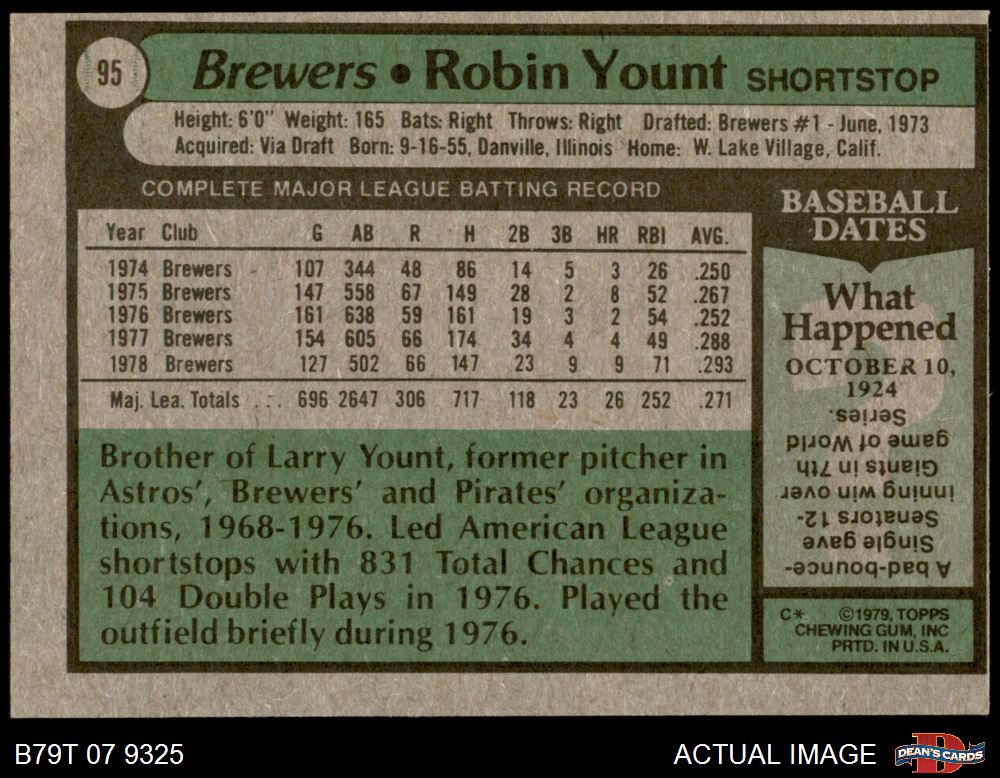 95
Brewers • Robin Yount SHORTSTOP
Height: 6'0" Weight: 165 Bats: Right Throws: Right Drafted: Brewers #1 - June, 1973
Acquired: Via Draft Born: 9-16-55, Danville, Illinois Home: W. Lake Village, Calif.
COMPLETE MAJOR LEAGUE BATTING RECORD
Year Club G AB R H 2B 3B HR RBI AVG.
1974 Brewers 107 344 48 86 14 5 3 26 .250
1975 Brewers 147 558 67 149 28 2 8 52 .267
1976 Brewers 161 638 59 161 19 3 2 54 .252
1977 Brewers 154 605 66 174 34 4 4 49 .288
1978 Brewers 127 502 66 147 23 9 9 71 .293
Maj. Lea. Totals ... 696 2647 306 717 118 23 26 252 .271
Brother of Larry Yount, former pitcher in
Astros', Brewers' and Pirates' organiza-
tions, 1968-1976. Led American League
shortstops with 831 Total Chances and
104 Double Plays in 1976. Played the
outfield briefly during 1976.
BASEBALL
DATES
What
Happened
OCTOBER 10,
1924
A bad-bounce-
Single gave
Senators 12-
inning win over
Giants in 7th
game of World
Series.
C* ©1979, TOPPS
CHEWING GUM, INC
PRTD. IN U.S.A.
B79T 07 9325
ACTUAL IMAGE
DEAN'S CARDS